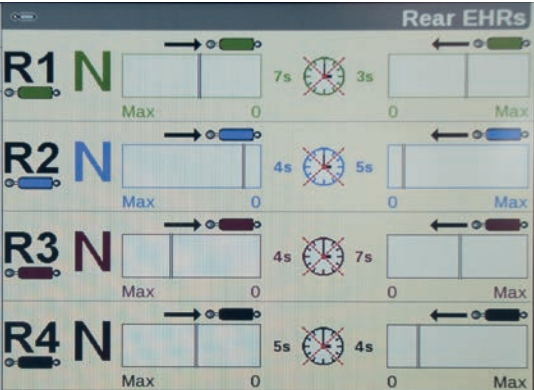 Rear EHRs
R1 N 7s 3s
Max 0 0 Max
R2 N 4s 5s
Max 0 0 Max
R3 N 4s 7s
Max 0 0 Max
R4 N 5s 4s
Max 0 0 Max